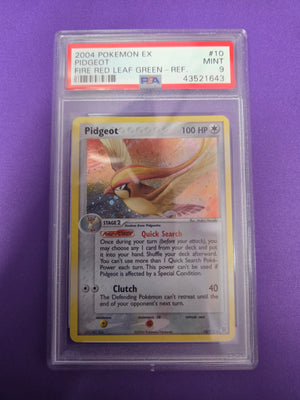 2004 POKEMON EX #10
PIDGEOT MINT
FIRE RED LEAF GREEN - REF. 9
PSA 43521643
Pidgeot 100 HP
STAGE 2
Evolves from Pidgeotto
Quick Search
Once during your turn (before your attack), you
may choose any 1 card from your deck and put
it into your hand. Shuffle your deck afterward.
You can't use more than 1 Quick Search Poké-
Power each turn. This power can't be used if
Pidgeot is affected by a Special Condition.
Clutch 40
The Defending Pokémon can't retreat until the
end of your opponent's next turn.